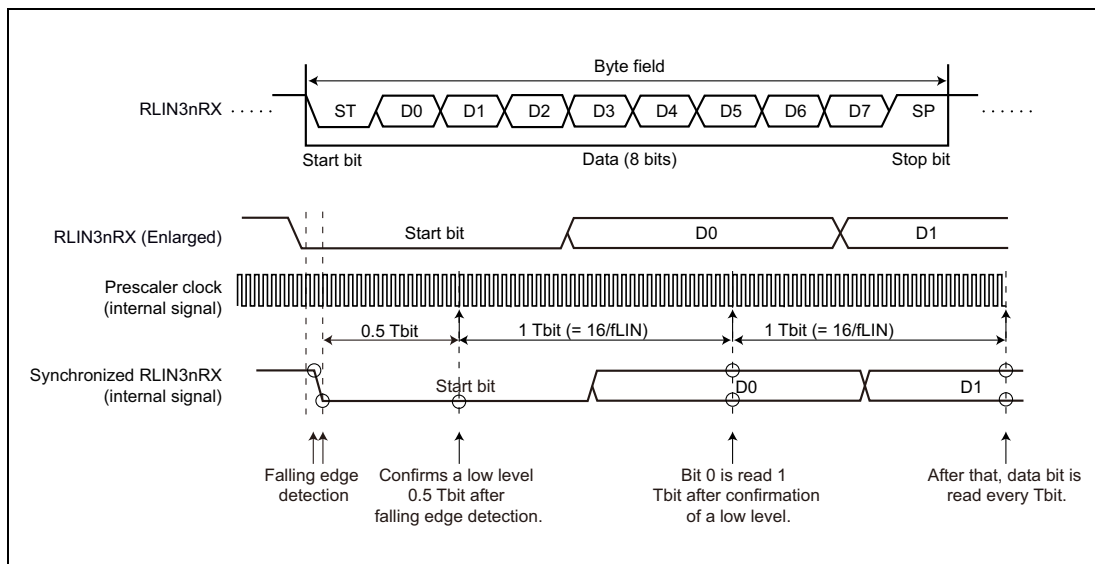 Byte field
RLIN3nRX
ST D0 D1 D2 D3 D4 D5 D6 D7 SP
Start bit
Data (8 bits)
Stop bit
RLIN3nRX (Enlarged)
Start bit
D0
D1
Prescaler clock
(internal signal)
0.5 Tbit
1 Tbit (= 16/fLIN)
1 Tbit (= 16/fLIN)
Synchronized RLIN3nRX
(internal signal)
Start bit
D0
D1
Falling edge
detection
Confirms a low level
0.5 Tbit after
falling edge detection.
Bit 0 is read 1
Tbit after confirmation
of a low level.
After that, data bit is
read every Tbit.